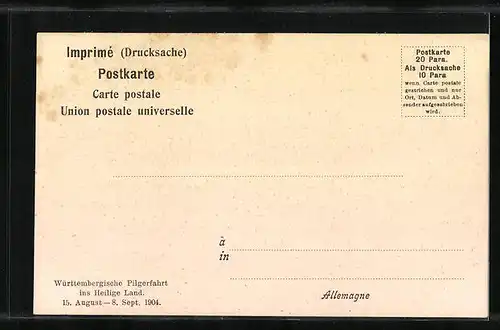 Imprimé (Drucksache)
Postkarte
Carte postale
Union postale universelle
Postkarte
20 Para.
Als Drucksache
10 Para
wenn Carte postale
gestrichen und nur
Ort, Datum und Ab-
sender aufgeschrieben
wird.
à
in
Württembergische Pilgerfahrt
ins Heilige Land.
15. August — 8. Sept. 1904.
Allemagne